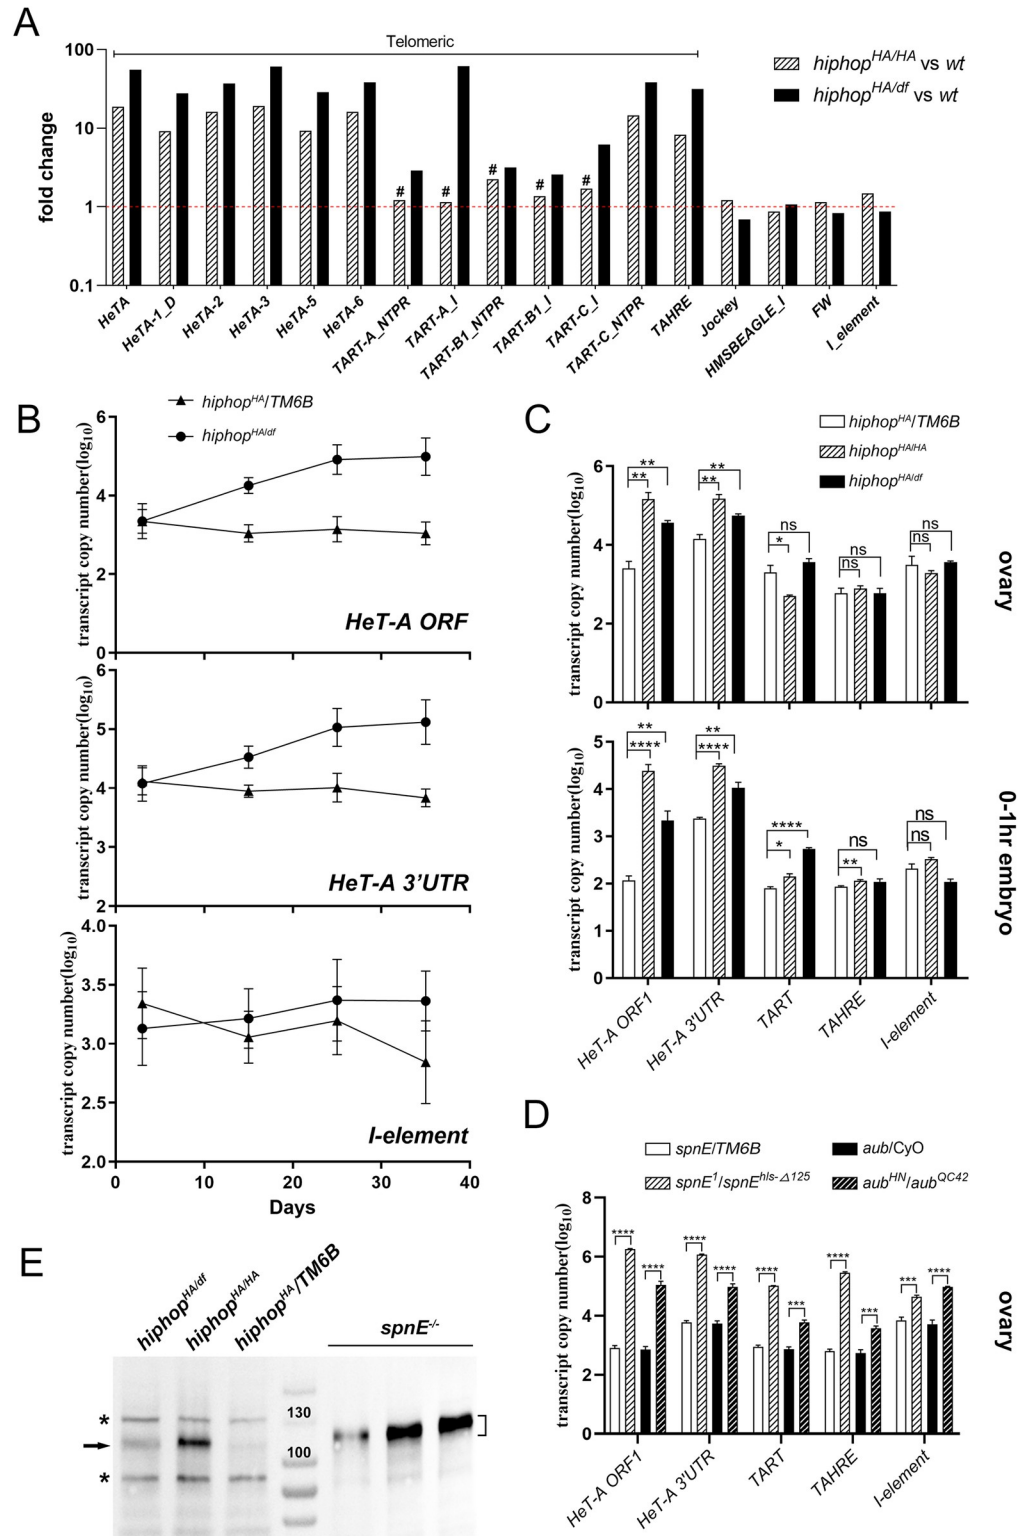 A
Telomeric
hiphop^HA/HA vs wt
hiphop^HA/df vs wt
fold change
100
10
1
0.1
# # # # #
HeTA
HeTA-1_D
HeTA-2
HeTA-3
HeTA-5
HeTA-6
TART-A_NTPR
TART-A_I
TART-B1_NTPR
TART-B1_I
TART-C_I
TART-C_NTPR
TAHRE
Jockey
HMSBEAGLE_I
FW
I_element
B
hiphop^HA/TM6B
hiphop^HA/df
transcript copy number(log10)
6
4
2
0
HeT-A ORF
transcript copy number(log10)
6
5
4
3
2
HeT-A 3'UTR
transcript copy number(log10)
4.0
3.5
3.0
2.5
2.0
I-element
0 10 20 30 40
Days
C
hiphop^HA/TM6B
hiphop^HA/HA
hiphop^HA/df
transcript copy number(log10)
6
4
2
0
** ** ns ns ns
** ** * ns ns
ovary
transcript copy number(log10)
5
4
3
2
1
0
** ** **** ns ns
**** **** * ** ns
0-1hr embryo
HeT-A ORF1
HeT-A 3'UTR
TART
TAHRE
I-element
D
spnE/TM6B
aub/CyO
spnE^1/spnE^hls-Δ125
aub^HN/aub^QC42
transcript copy number(log10)
8
6
4
2
0
**** **** **** **** **** *** **** *** *** ****
ovary
HeT-A ORF1
HeT-A 3'UTR
TART
TAHRE
I-element
E
hiphop^HA/df
hiphop^HA/HA
hiphop^HA/TM6B
spnE^-/-
*
130
100
*